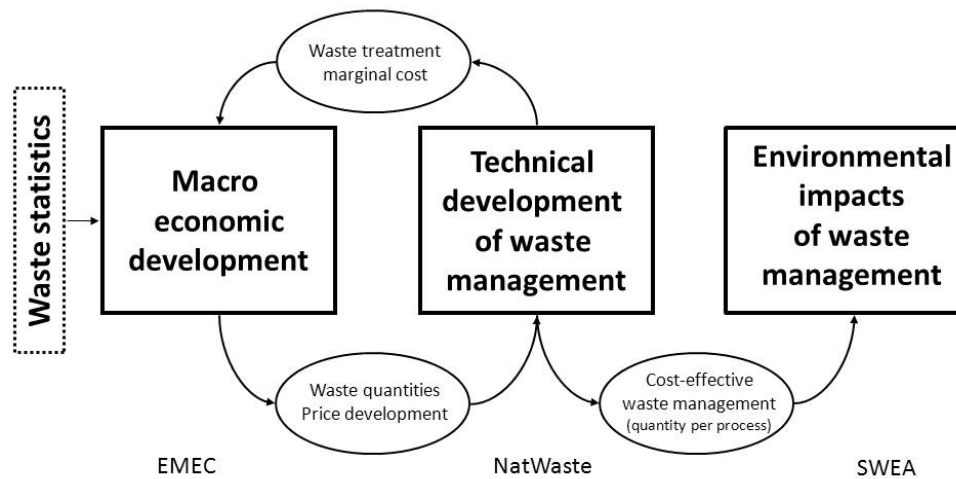 Waste statistics
Waste treatment
marginal cost
Macro
economic
development
Technical
development
of waste
management
Environmental
impacts
of waste
management
Waste quantities
Price development
Cost-effective
waste management
(quantity per process)
EMEC
NatWaste
SWEA